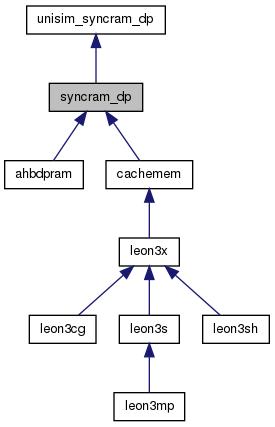 unisim_syncram_dp
syncram_dp
ahbdpram
cachemem
leon3x
leon3cg
leon3s
leon3sh
leon3mp